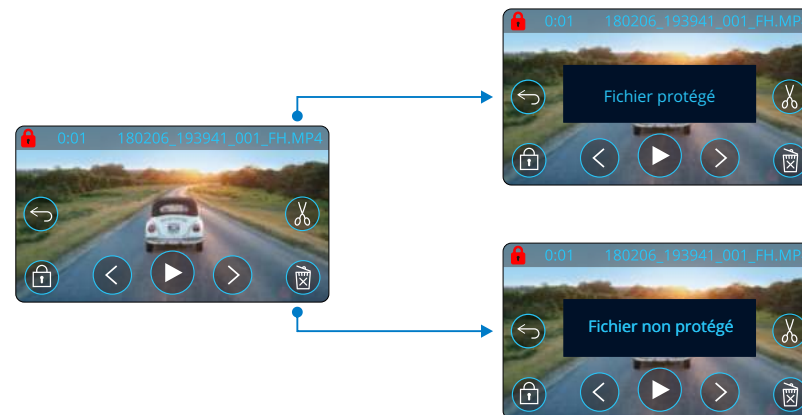 0:01 180206_193941_001_FH.MP
Fichier protégé
0:01 180206_193941_001_FH.MP4
0:01 180206_193941_001_FH.MP
Fichier non protégé